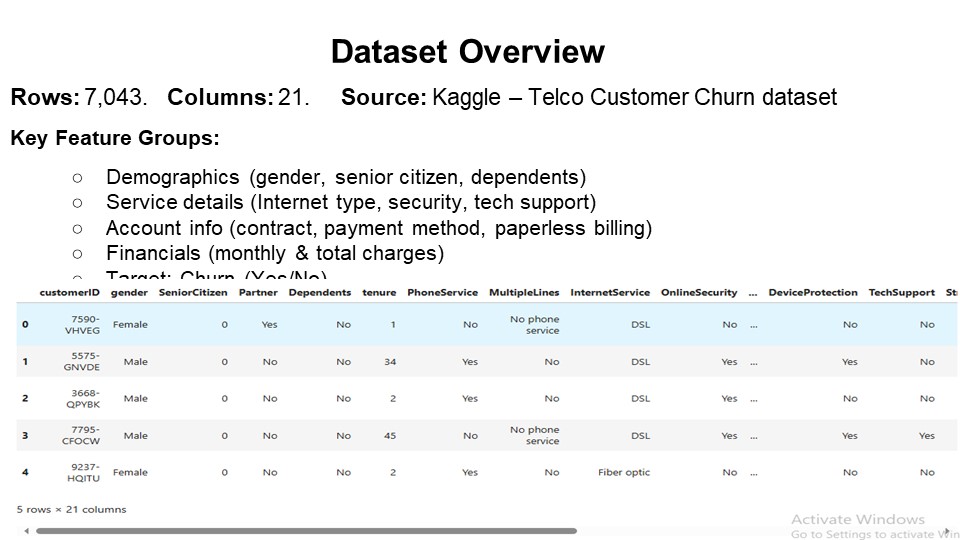 Dataset Overview
Rows: 7,043. Columns: 21. Source: Kaggle – Telco Customer Churn dataset
Key Feature Groups:
○ Demographics (gender, senior citizen, dependents)
○ Service details (Internet type, security, tech support)
○ Account info (contract, payment method, paperless billing)
○ Financials (monthly & total charges)
○ Target: Churn (Yes/No)
customerID gender SeniorCitizen Partner Dependents tenure PhoneService MultipleLines InternetService OnlineSecurity ... DeviceProtection TechSupport St
0 7590-VHVEG Female 0 Yes No 1 No No phone service DSL No ... No No
1 5575-GNVDE Male 0 No No 34 Yes No DSL Yes ... Yes No
2 3668-QPYBK Male 0 No No 2 Yes No DSL Yes ... No No
3 7795-CFOCW Male 0 No No 45 No No phone service DSL Yes ... Yes Yes
4 9237-HQITU Female 0 No No 2 Yes No Fiber optic No ... No No
5 rows × 21 columns
Activate Windows
Go to Settings to activate Win